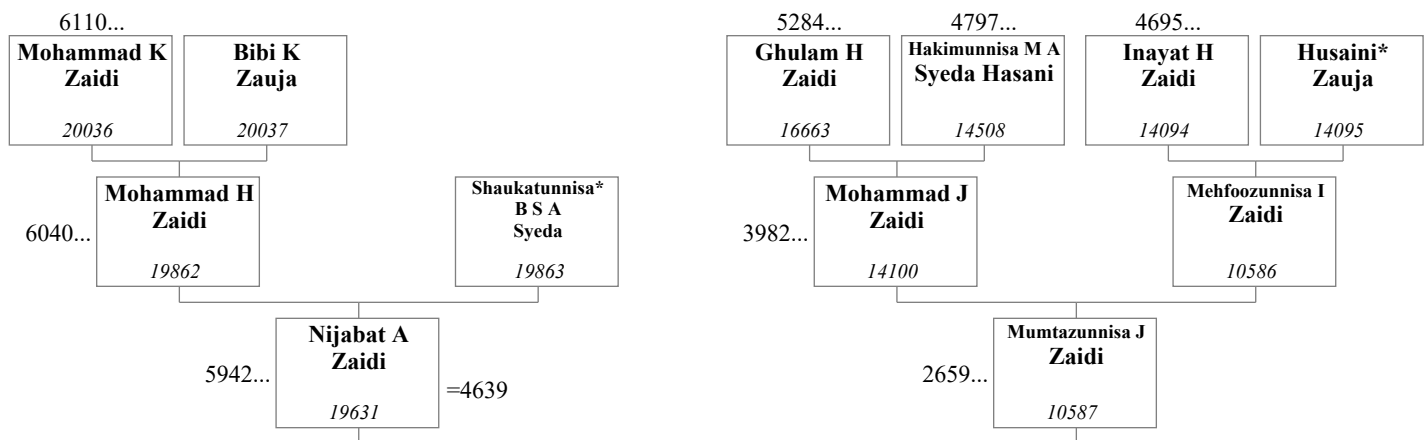 6110...
Mohammad K
Zaidi
20036
Bibi K
Zauja
20037
5284...
Ghulam H
Zaidi
16663
4797...
Hakimunnisa M A
Syeda Hasani
14508
4695...
Inayat H
Zaidi
14094
Husaini*
Zauja
14095
6040...
Mohammad H
Zaidi
19862
Shaukatunnisa*
B S A
Syeda
19863
3982...
Mohammad J
Zaidi
14100
Mehfoozunnisa I
Zaidi
10586
5942...
Nijabat A
Zaidi
19631
=4639
2659...
Mumtazunnisa J
Zaidi
10587